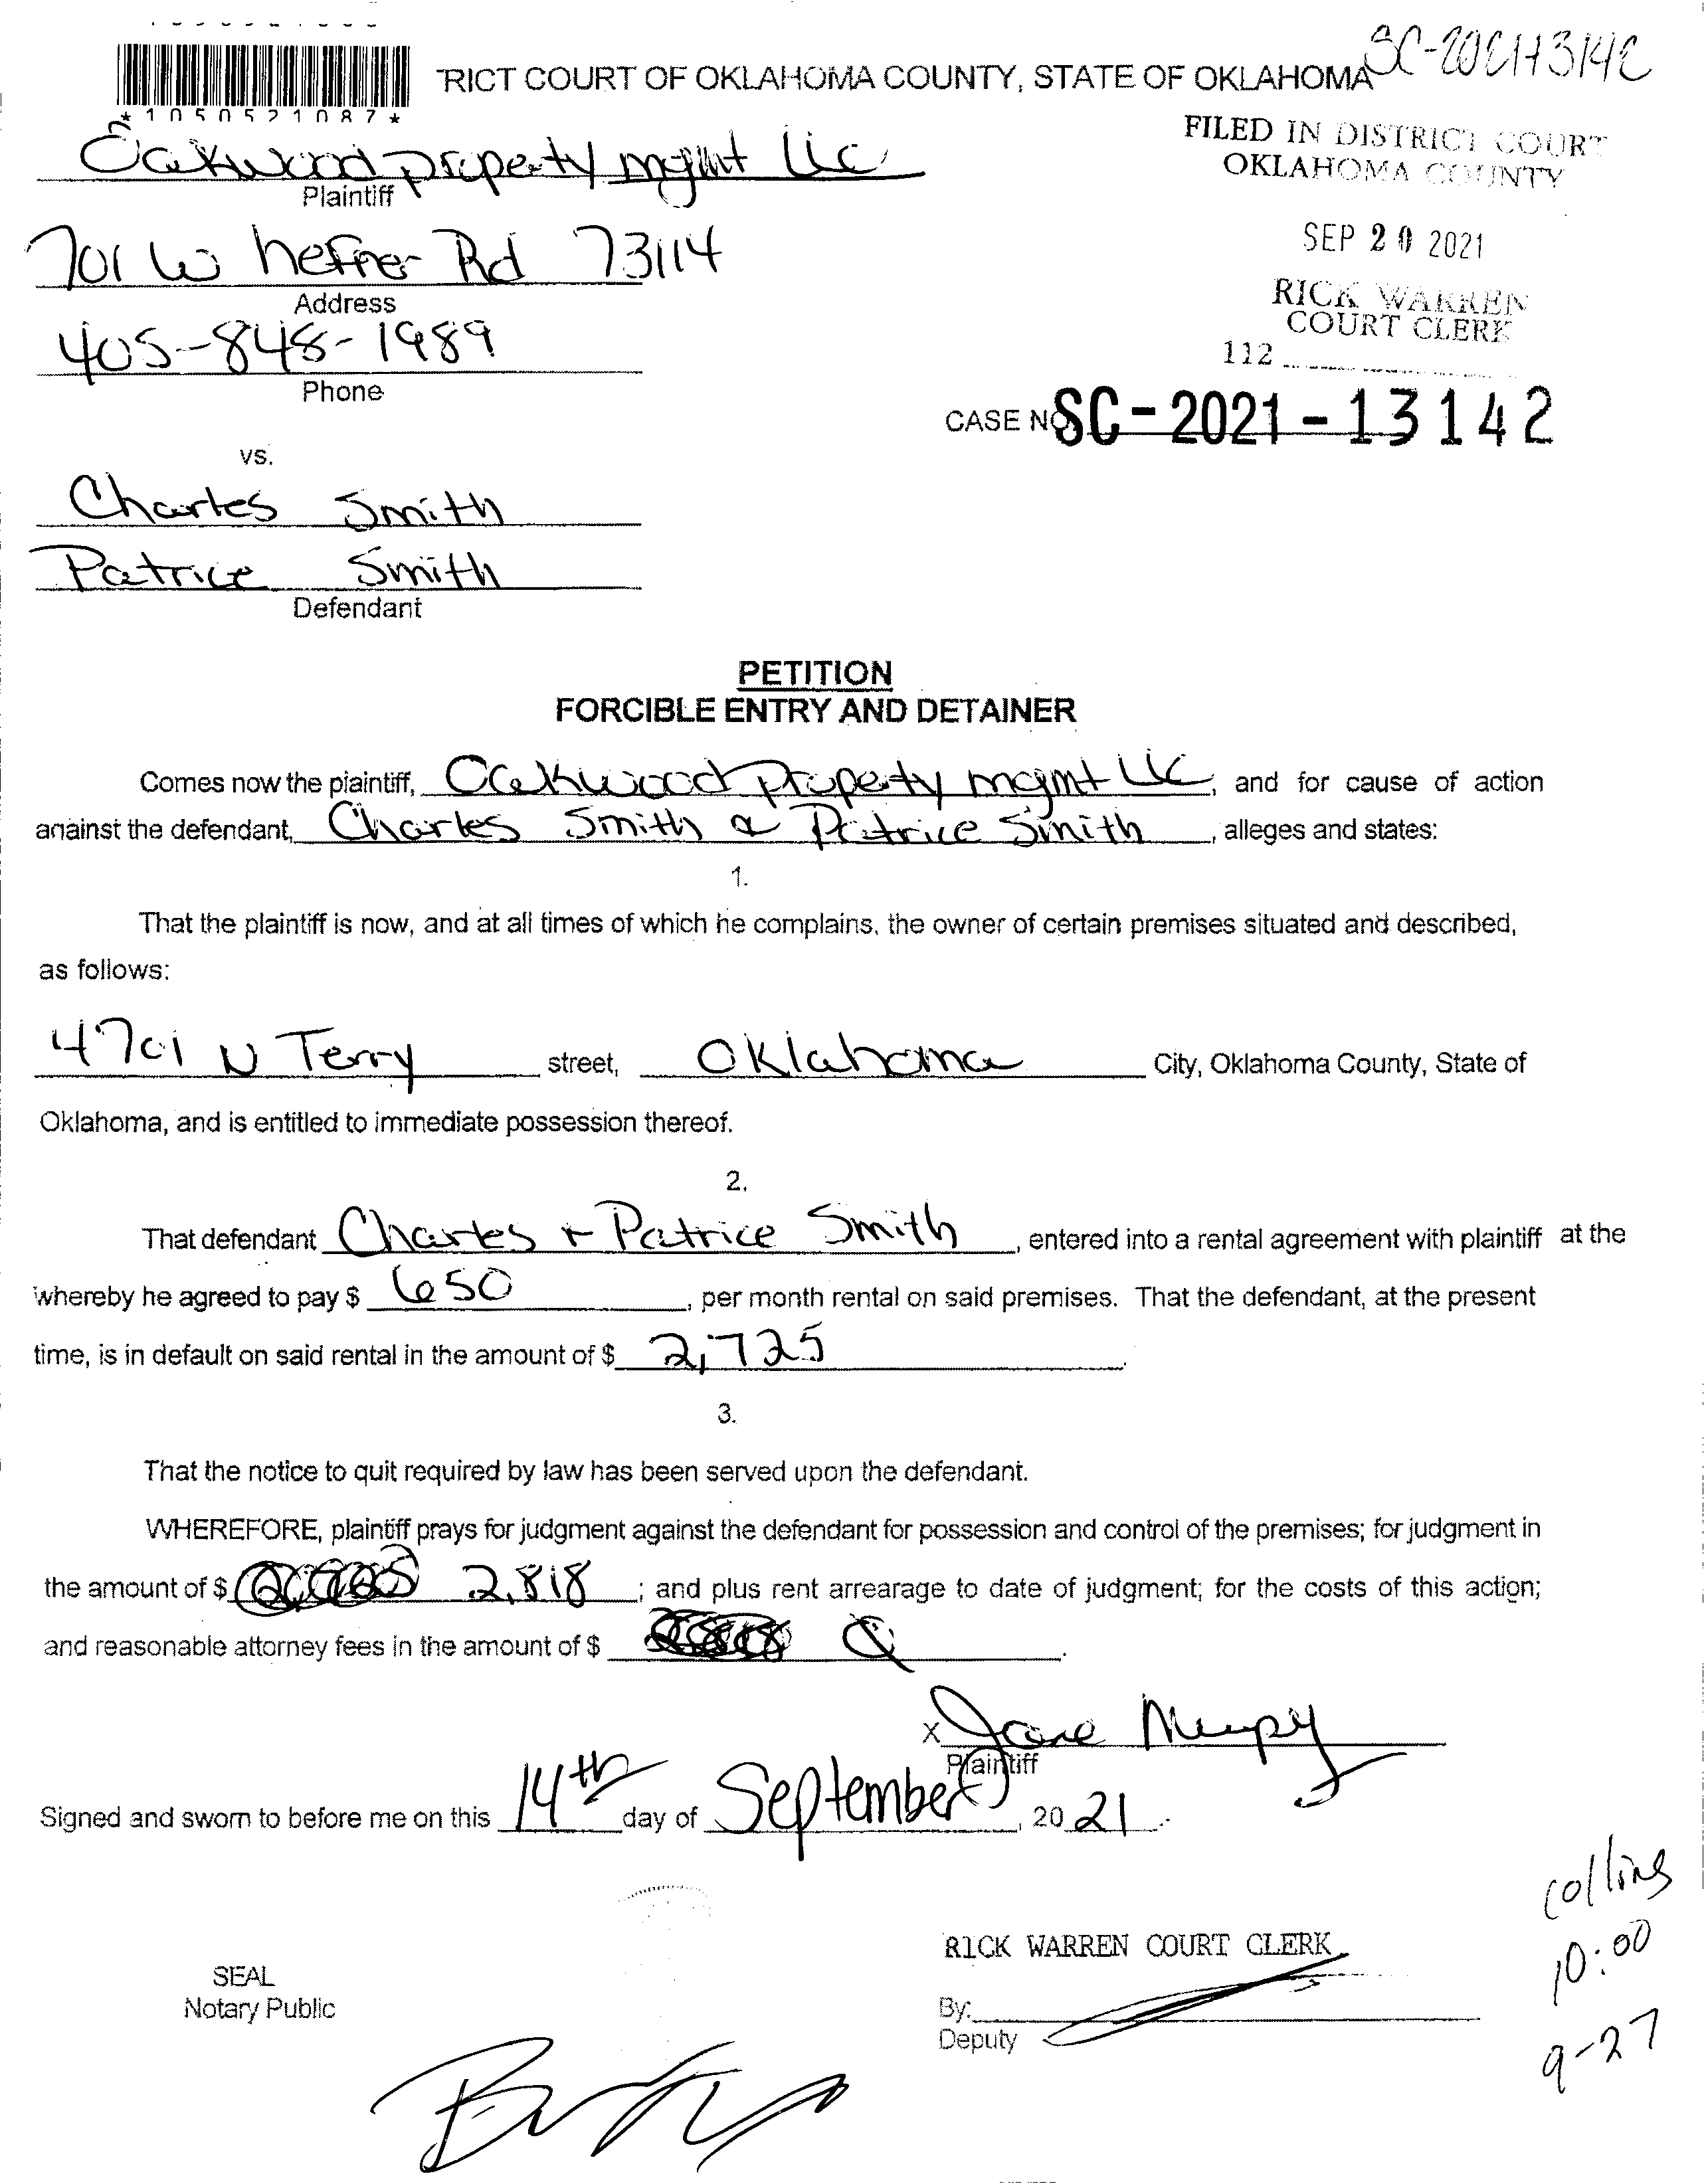 SC-2021-13142
RICT COURT OF OKLAHOMA COUNTY, STATE OF OKLAHOMA
*1050521087*
FILED IN DISTRICT COURT
OKLAHOMA COUNTY
Oakwood property mgmt llc
Plaintiff
SEP 20 2021
701 W hefner Rd 73114
Address
RICK WARREN
COURT CLERK
405-848-1989
112
Phone
CASE NO. SC-2021-13142
vs.
Charles Smith
Patrice Smith
Defendant
PETITION
FORCIBLE ENTRY AND DETAINER
Comes now the plaintiff, Oakwood property mgmt LLC, and for cause of action
against the defendant, Charles Smith & Patrice Smith, alleges and states:
1.
That the plaintiff is now, and at all times of which he complains, the owner of certain premises situated and described,
as follows:
4701 N Terry street, Oklahoma City, Oklahoma County, State of
Oklahoma, and is entitled to immediate possession thereof.
2.
That defendant Charles + Patrice Smith, entered into a rental agreement with plaintiff at the
whereby he agreed to pay $ 650, per month rental on said premises. That the defendant, at the present
time, is in default on said rental in the amount of $ 2,725.
3.
That the notice to quit required by law has been served upon the defendant.
WHEREFORE, plaintiff prays for judgment against the defendant for possession and control of the premises; for judgment in
the amount of $ 2,818; and plus rent arrearage to date of judgment; for the costs of this action;
and reasonable attorney fees in the amount of $
X Jane
Plaintiff
Signed and sworn to before me on this 14th day of September, 2021.
collins
10:00
9-27
RICK WARREN COURT CLERK
SEAL
Notary Public
By:
Deputy